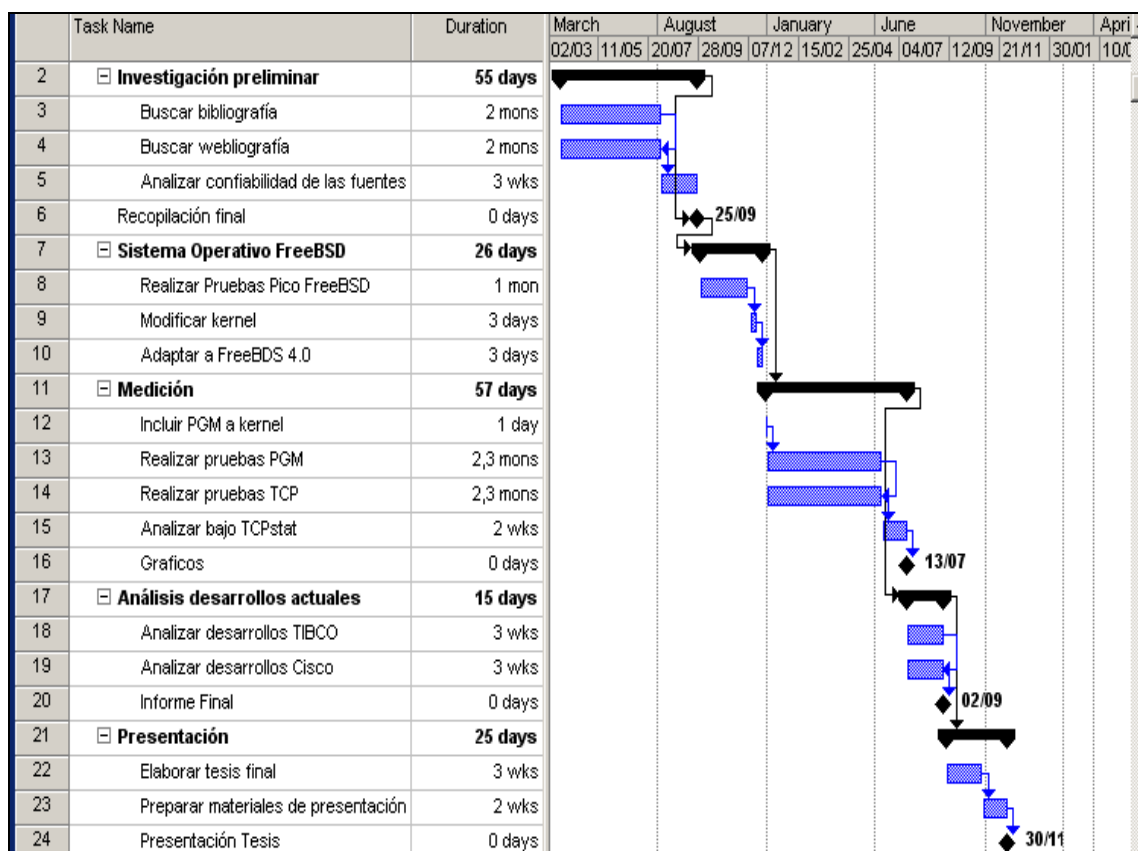 Task Name Duration March August January June November Apri
02/03 11/05 20/07 28/09 07/12 15/02 25/04 04/07 12/09 21/11 30/01
2 Investigación preliminar 55 days
3 Buscar bibliografía 2 mons
4 Buscar webliografía 2 mons
5 Analizar confiabilidad de las fuentes 3 wks
6 Recopilación final 0 days 25/09
7 Sistema Operativo FreeBSD 26 days
8 Realizar Pruebas Pico FreeBSD 1 mon
9 Modificar kernel 3 days
10 Adaptar a FreeBDS 4.0 3 days
11 Medición 57 days
12 Incluir PGM a kernel 1 day
13 Realizar pruebas PGM 2,3 mons
14 Realizar pruebas TCP 2,3 mons
15 Analizar bajo TCPstat 2 wks
16 Graficos 0 days 13/07
17 Análisis desarrollos actuales 15 days
18 Analizar desarrollos TIBCO 3 wks
19 Analizar desarrollos Cisco 3 wks
20 Informe Final 0 days 02/09
21 Presentación 25 days
22 Elaborar tesis final 3 wks
23 Preparar materiales de presentación 2 wks
24 Presentación Tesis 0 days 30/11